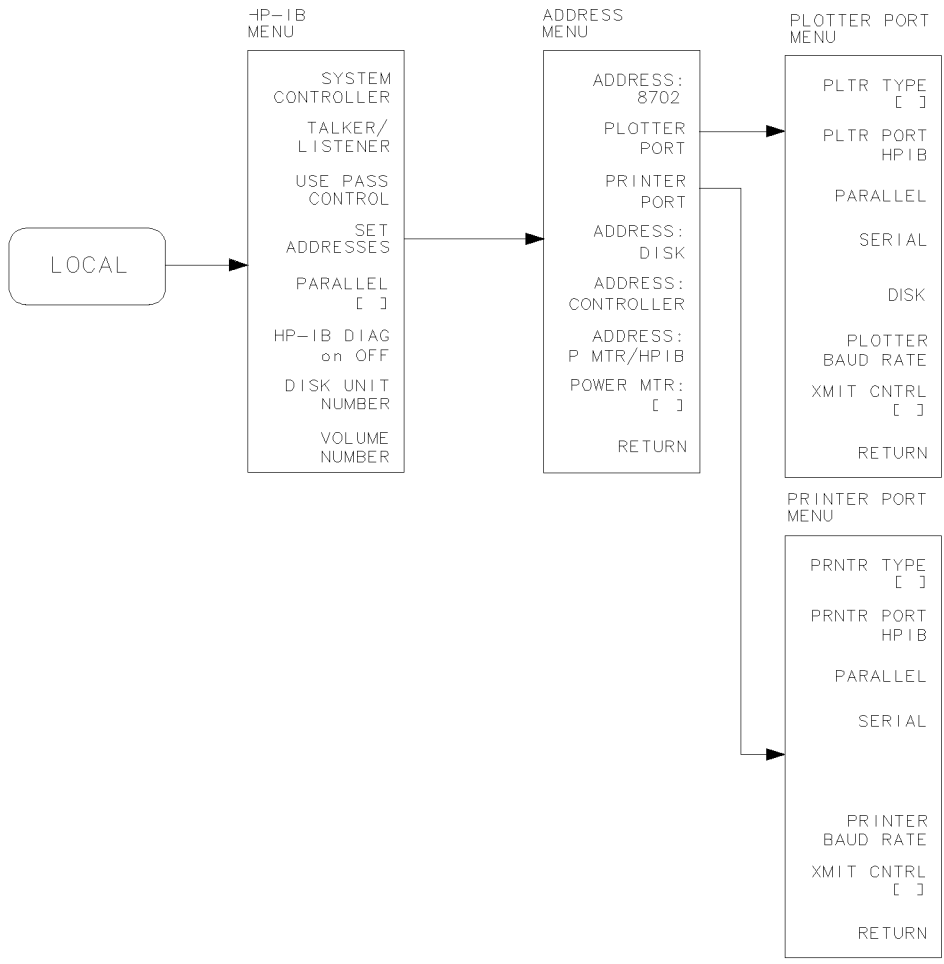 LOCAL
HP-IB
MENU
SYSTEM
CONTROLLER
TALKER/
LISTENER
USE PASS
CONTROL
SET
ADDRESSES
PARALLEL
[ ]
HP-IB DIAG
on OFF
DISK UNIT
NUMBER
VOLUME
NUMBER
ADDRESS
MENU
ADDRESS:
8702
PLOTTER
PORT
PRINTER
PORT
ADDRESS:
DISK
ADDRESS:
CONTROLLER
ADDRESS:
P MTR/HPIB
POWER MTR:
[ ]
RETURN
PLOTTER PORT
MENU
PLTR TYPE
[ ]
PLTR PORT
HPIB
PARALLEL
SERIAL
DISK
PLOTTER
BAUD RATE
XMIT CNTRL
[ ]
RETURN
PRINTER PORT
MENU
PRNTR TYPE
[ ]
PRNTR PORT
HPIB
PARALLEL
SERIAL
PRINTER
BAUD RATE
XMIT CNTRL
[ ]
RETURN